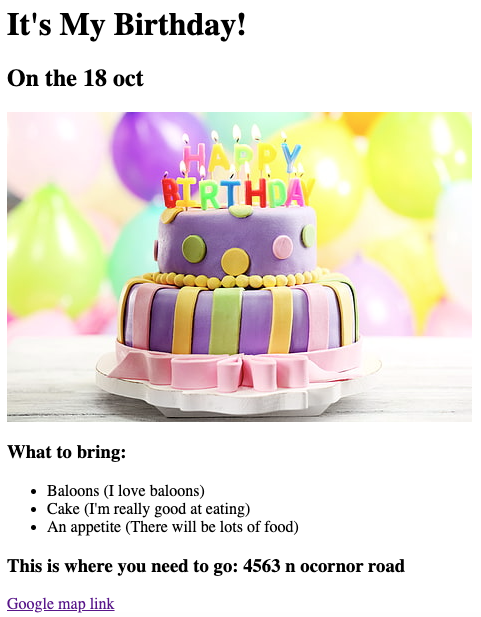 It's My Birthday!
On the 18 oct
HAPPY
BIRTHDAY
What to bring:
Baloons (I love baloons)
Cake (I'm really good at eating)
An appetite (There will be lots of food)
This is where you need to go: 4563 n ocornor road
Google map link